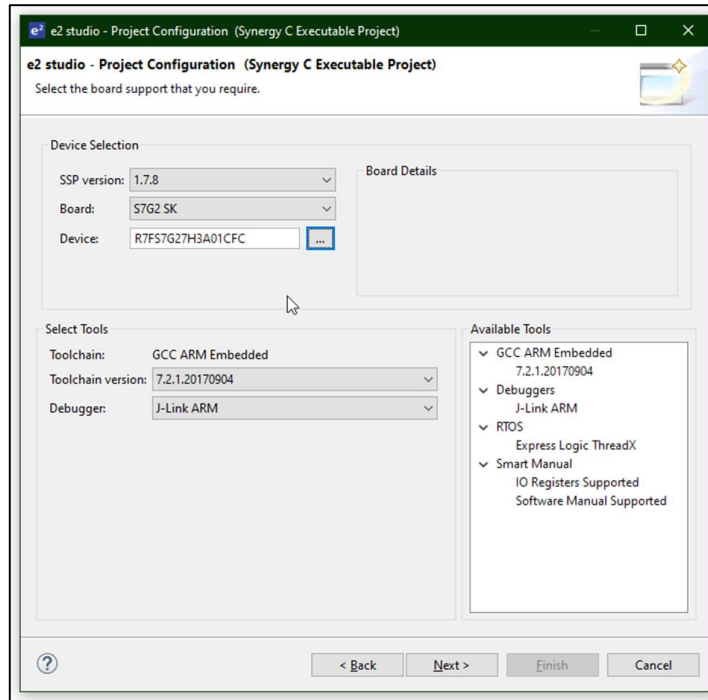 e² e2 studio - Project Configuration (Synergy C Executable Project)
e2 studio - Project Configuration (Synergy C Executable Project)
Select the board support that you require.
Device Selection
SSP version: 1.7.8
Board: S7G2 SK
Device: R7FS7G27H3A01CFC ...
Board Details
Select Tools
Toolchain: GCC ARM Embedded
Toolchain version: 7.2.1.20170904
Debugger: J-Link ARM
Available Tools
GCC ARM Embedded
7.2.1.20170904
Debuggers
J-Link ARM
RTOS
Express Logic ThreadX
Smart Manual
IO Registers Supported
Software Manual Supported
? < Back Next > Finish Cancel